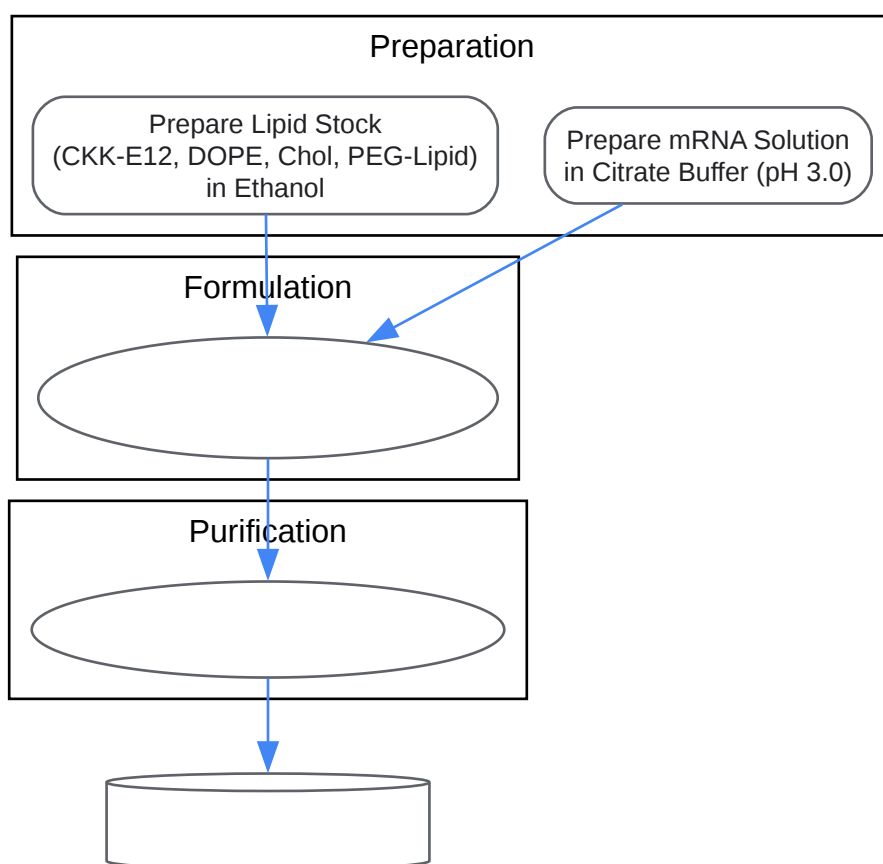 Preparation
Prepare Lipid Stock
(CKK-E12, DOPE, Chol, PEG-Lipid)
in Ethanol
Prepare mRNA Solution
in Citrate Buffer (pH 3.0)
Formulation
Purification